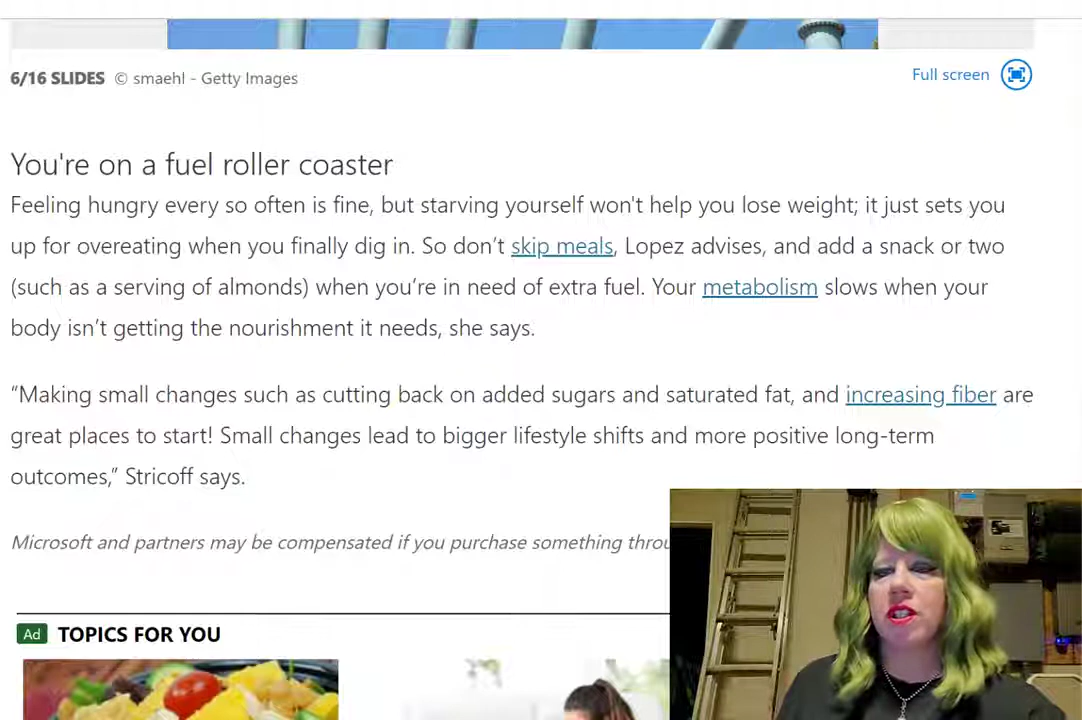 6/16 SLIDES © smaehl - Getty Images
Full screen
You're on a fuel roller coaster
Feeling hungry every so often is fine, but starving yourself won't help you lose weight; it just sets you
up for overeating when you finally dig in. So don’t skip meals, Lopez advises, and add a snack or two
(such as a serving of almonds) when you’re in need of extra fuel. Your metabolism slows when your
body isn’t getting the nourishment it needs, she says.
“Making small changes such as cutting back on added sugars and saturated fat, and increasing fiber are
great places to start! Small changes lead to bigger lifestyle shifts and more positive long-term
outcomes,” Stricoff says.
Microsoft and partners may be compensated if you purchase something throu
Ad TOPICS FOR YOU